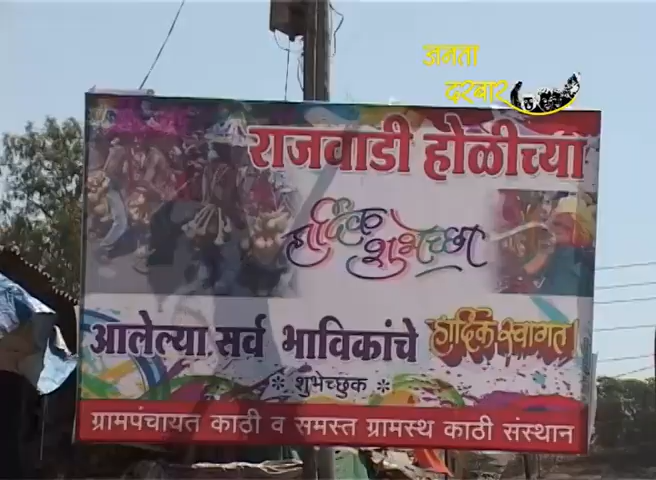 जनता
दरबार
राजवाडी होळीच्या
हार्दिक
शुभेच्छा
आलेल्या सर्व भाविकांचे हार्दिक स्वागत
* शुभेच्छुक *
ग्रामपंचायत काठी व समस्त ग्रामस्थ काठी संस्थान